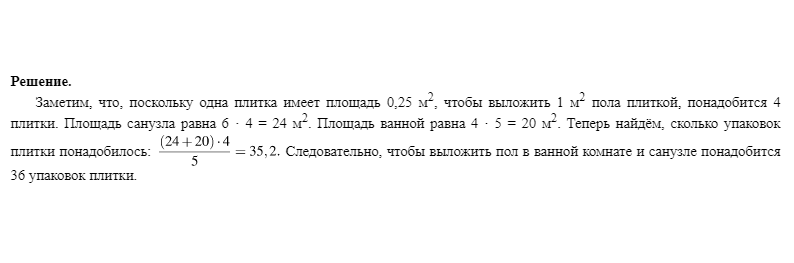 Решение.
Заметим, что, поскольку одна плитка имеет площадь 0,25 м², чтобы выложить 1 м² пола плиткой, понадобится 4
плитки. Площадь санузла равна 6 · 4 = 24 м². Площадь ванной равна 4 · 5 = 20 м². Теперь найдём, сколько упаковок
плитки понадобилось: (24 + 20) · 4 / 5 = 35,2. Следовательно, чтобы выложить пол в ванной комнате и санузле понадобится
36 упаковок плитки.